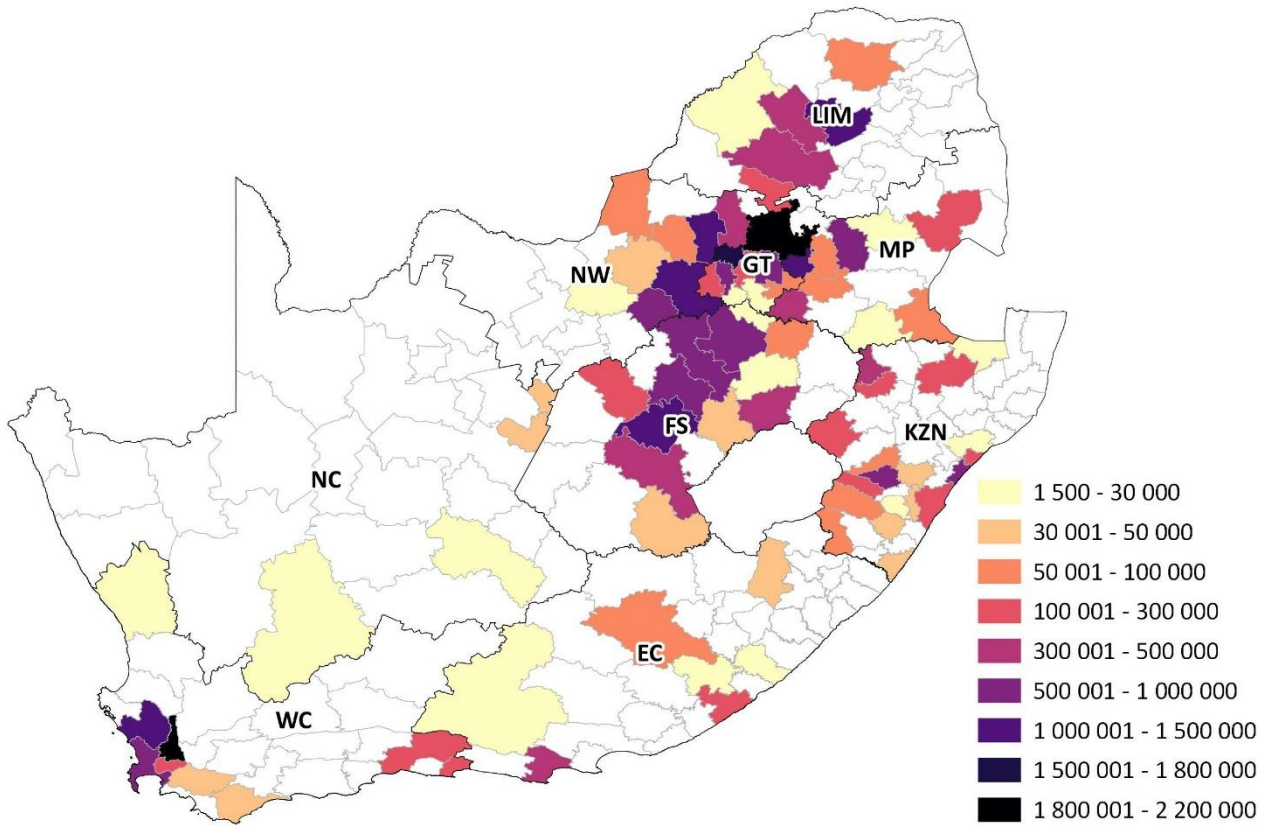 LIM
NW
GT
MP
FS
KZN
NC
EC
WC
1 500 - 30 000
30 001 - 50 000
50 001 - 100 000
100 001 - 300 000
300 001 - 500 000
500 001 - 1 000 000
1 000 001 - 1 500 000
1 500 001 - 1 800 000
1 800 001 - 2 200 000